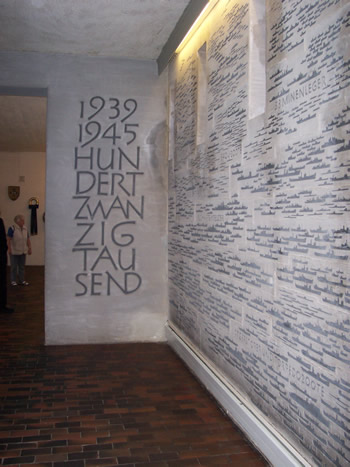 1939
1945
HUN
DERT
ZWAN
ZIG
TAU
SEND